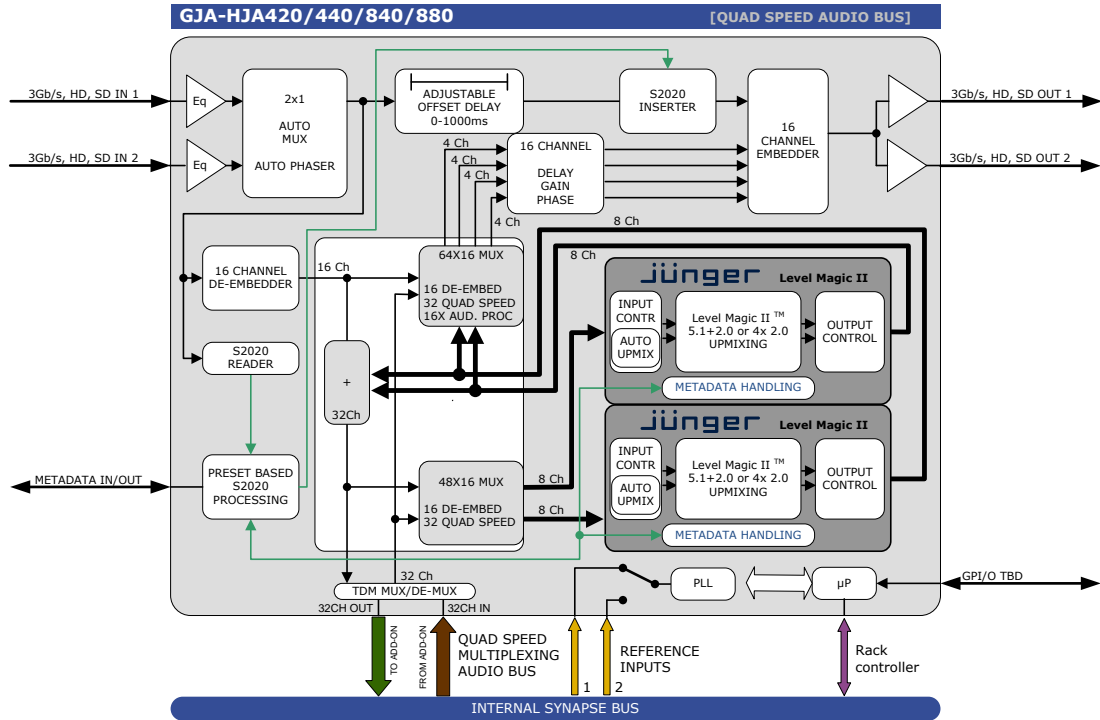 GJA-HJA420/440/840/880
[QUAD SPEED AUDIO BUS]
3Gb/s, HD, SD IN 1
Eq
2x1
AUTO
MUX
AUTO PHASER
ADJUSTABLE
OFFSET DELAY
0-1000ms
S2020
INSERTER
16
CHANNEL
EMBEDDER
3Gb/s, HD, SD OUT 1
3Gb/s, HD, SD IN 2
Eq
3Gb/s, HD, SD OUT 2
4 Ch
4 Ch
4 Ch
4 Ch
16 CHANNEL
DELAY
GAIN
PHASE
8 Ch
8 Ch
16 CHANNEL
DE-EMBEDDER
16 Ch
64X16 MUX
16 DE-EMBED
32 QUAD SPEED
16X AUD. PROC
jünger
Level Magic II
INPUT
CONTR
AUTO
UPMIX
Level Magic II TM
5.1+2.0 or 4x 2.0
UPMIXING
OUTPUT
CONTROL
METADATA HANDLING
S2020
READER
+
32Ch
jünger
Level Magic II
INPUT
CONTR
AUTO
UPMIX
Level Magic II TM
5.1+2.0 or 4x 2.0
UPMIXING
OUTPUT
CONTROL
METADATA HANDLING
METADATA IN/OUT
PRESET BASED
S2020
PROCESSING
48X16 MUX
16 DE-EMBED
32 QUAD SPEED
8 Ch
8 Ch
32 Ch
TDM MUX/DE-MUX
32CH OUT
32CH IN
PLL
µP
GPI/O TBD
TO ADD-ON
FROM ADD-ON
QUAD SPEED
MULTIPLEXING
AUDIO BUS
REFERENCE
INPUTS
1
2
Rack
controller
INTERNAL SYNAPSE BUS